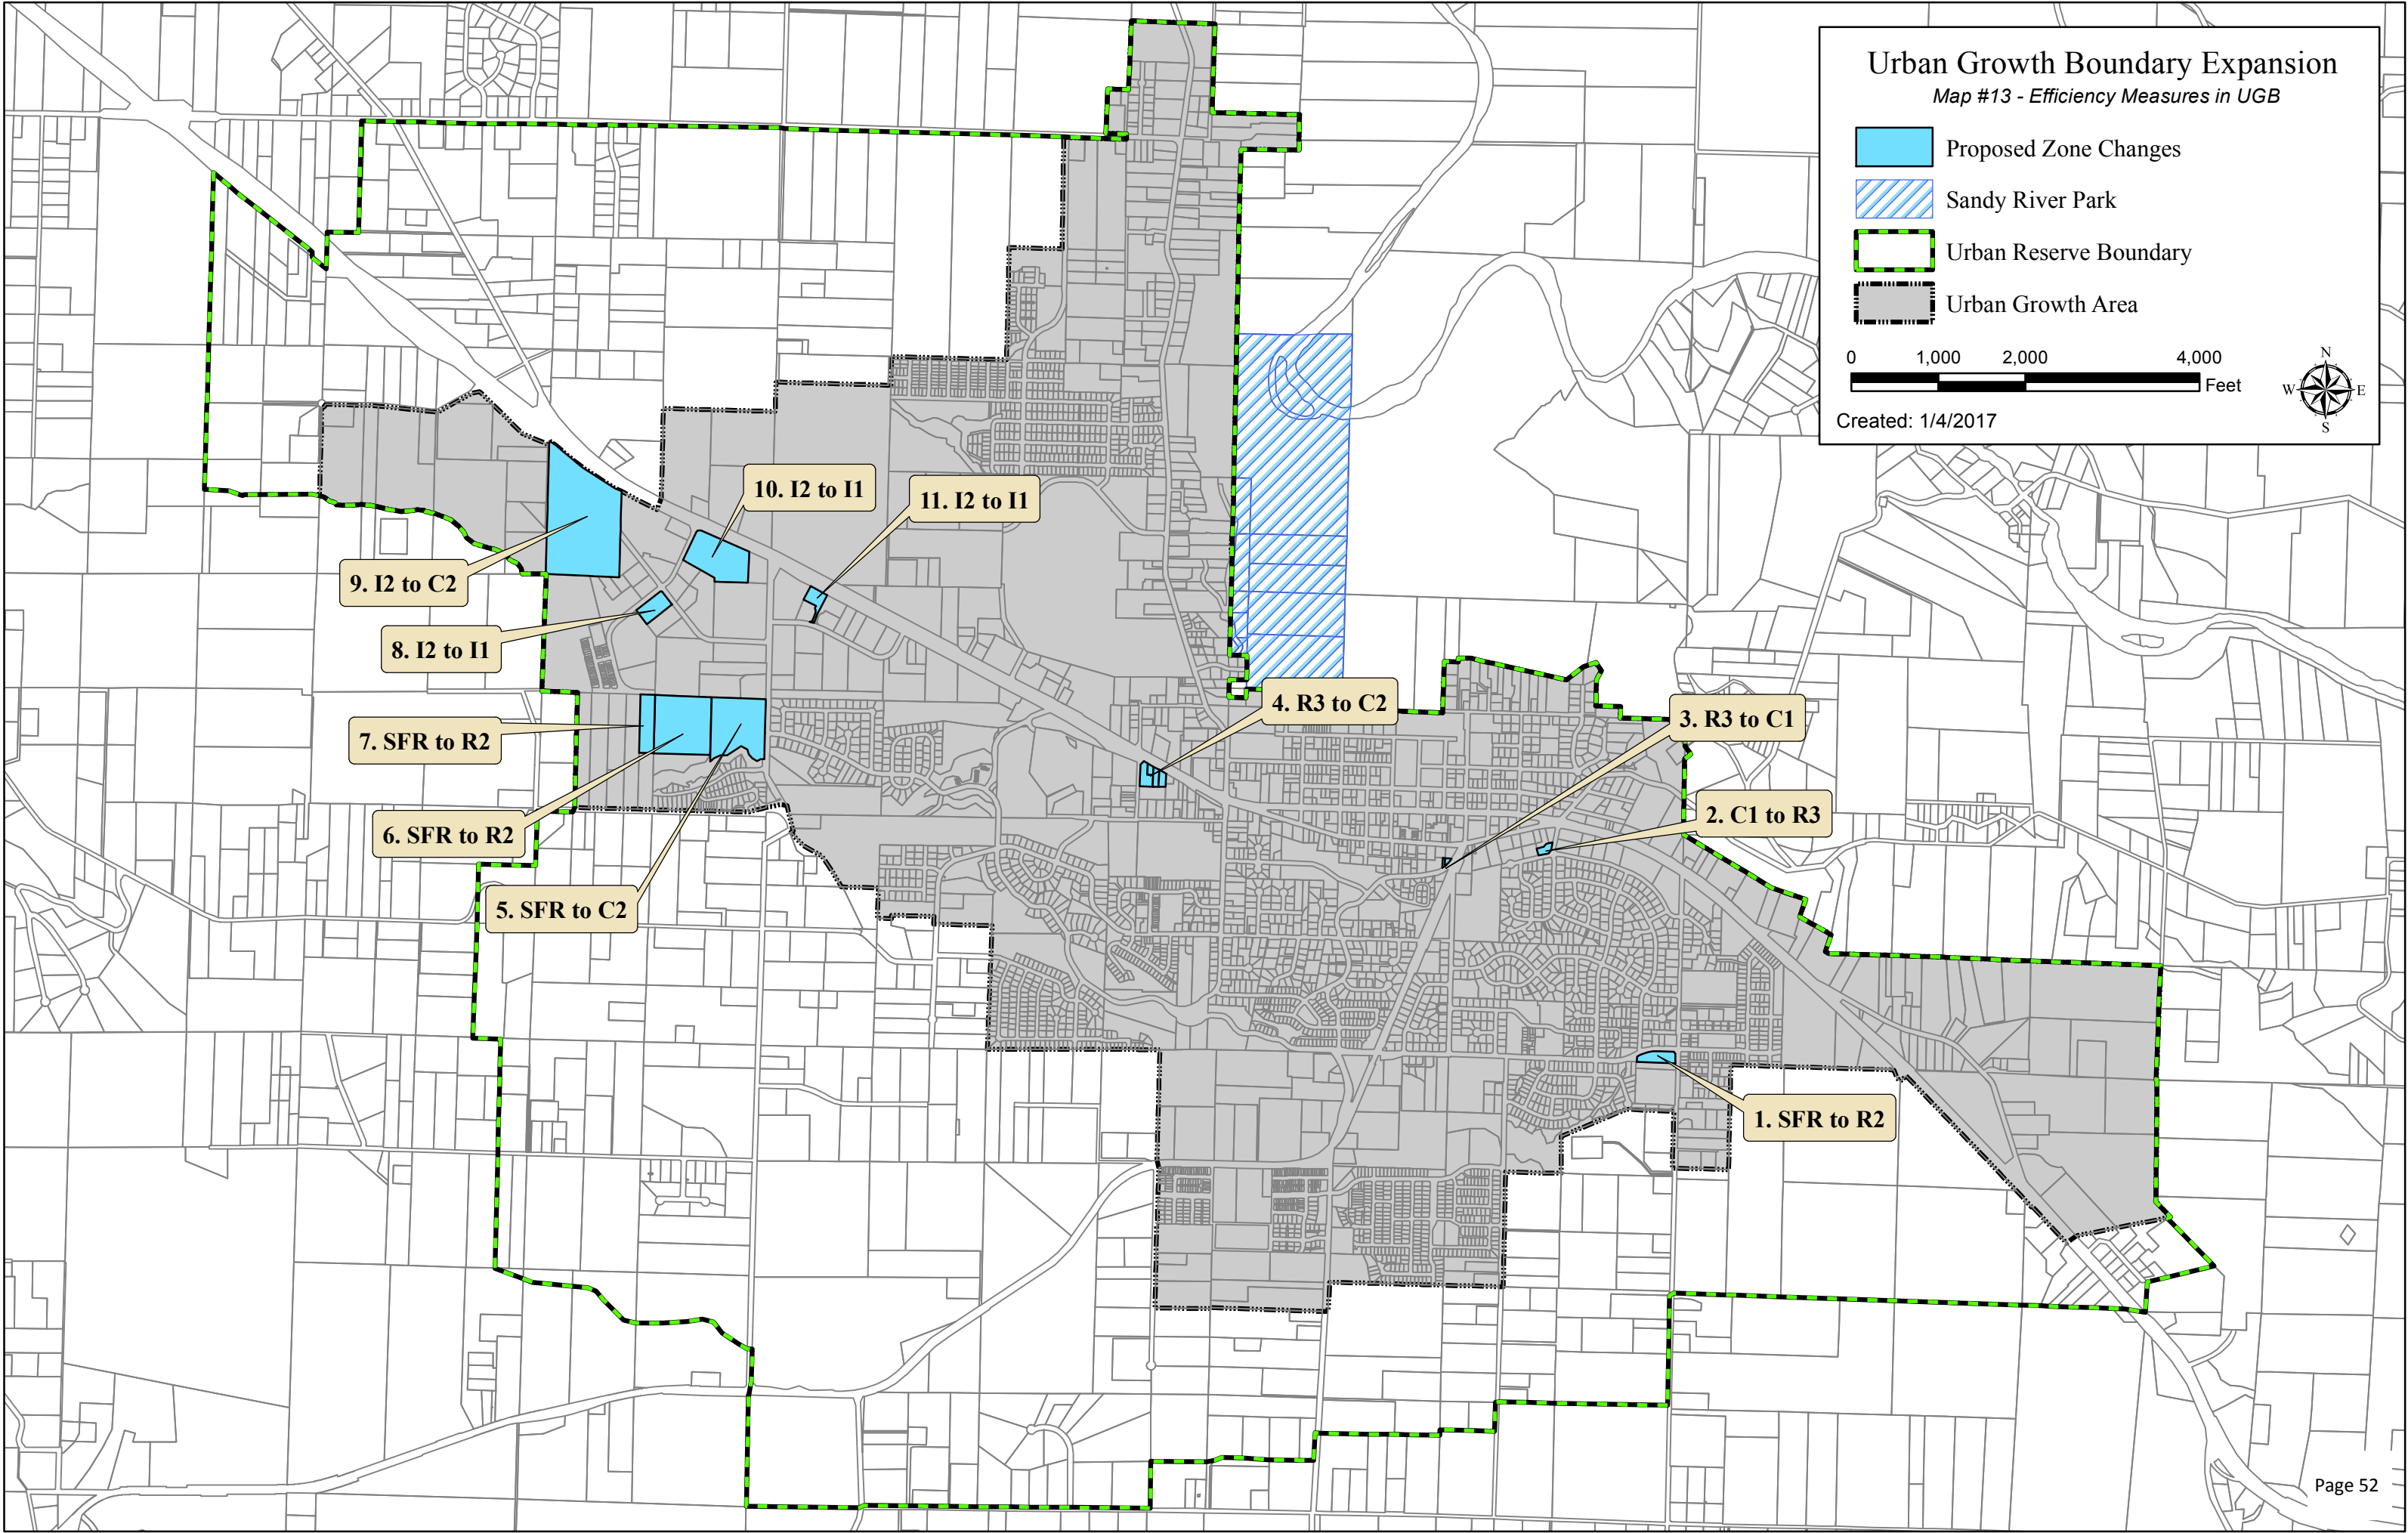 Urban Growth Boundary Expansion
Map #13 - Efficiency Measures in UGB
Proposed Zone Changes
Sandy River Park
Urban Reserve Boundary
Urban Growth Area
0 1,000 2,000 4,000
Feet
N
W E
S
Created: 1/4/2017
10. I2 to I1
11. I2 to I1
9. I2 to C2
8. I2 to I1
4. R3 to C2
3. R3 to C1
7. SFR to R2
2. C1 to R3
6. SFR to R2
5. SFR to C2
1. SFR to R2
Page 52